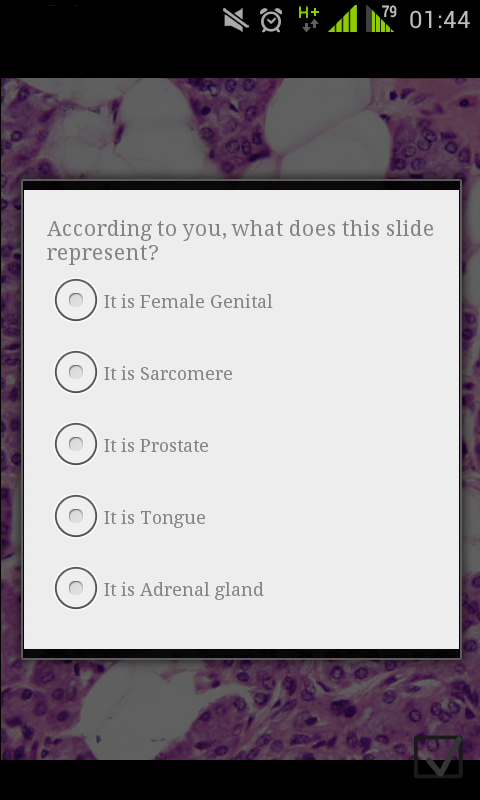 H+ 79 01:44
According to you, what does this slide
represent?
It is Female Genital
It is Sarcomere
It is Prostate
It is Tongue
It is Adrenal gland